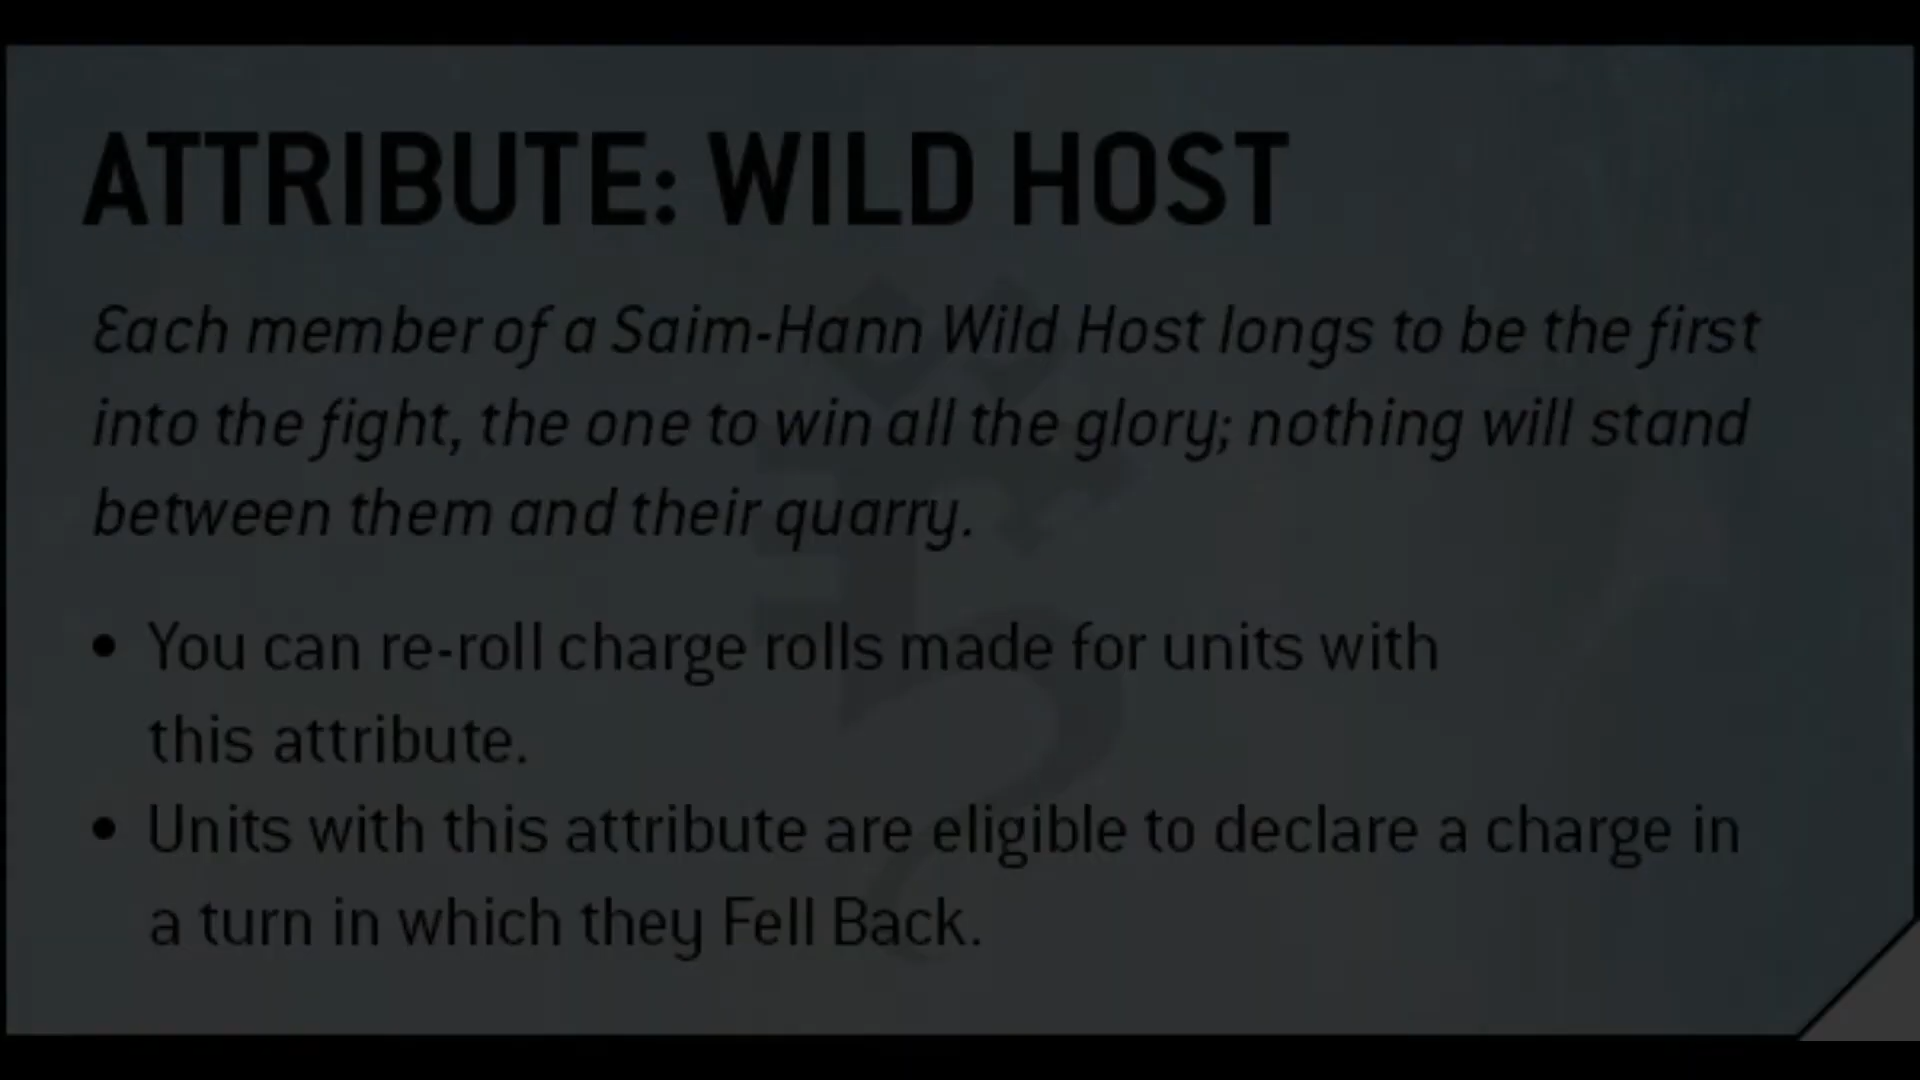 ATTRIBUTE: WILD HOST
Each member of a Saim-Hann Wild Host longs to be the first
into the fight, the one to win all the glory; nothing will stand
between them and their quarry.
• You can re-roll charge rolls made for units with
this attribute.
• Units with this attribute are eligible to declare a charge in
a turn in which they Fell Back.